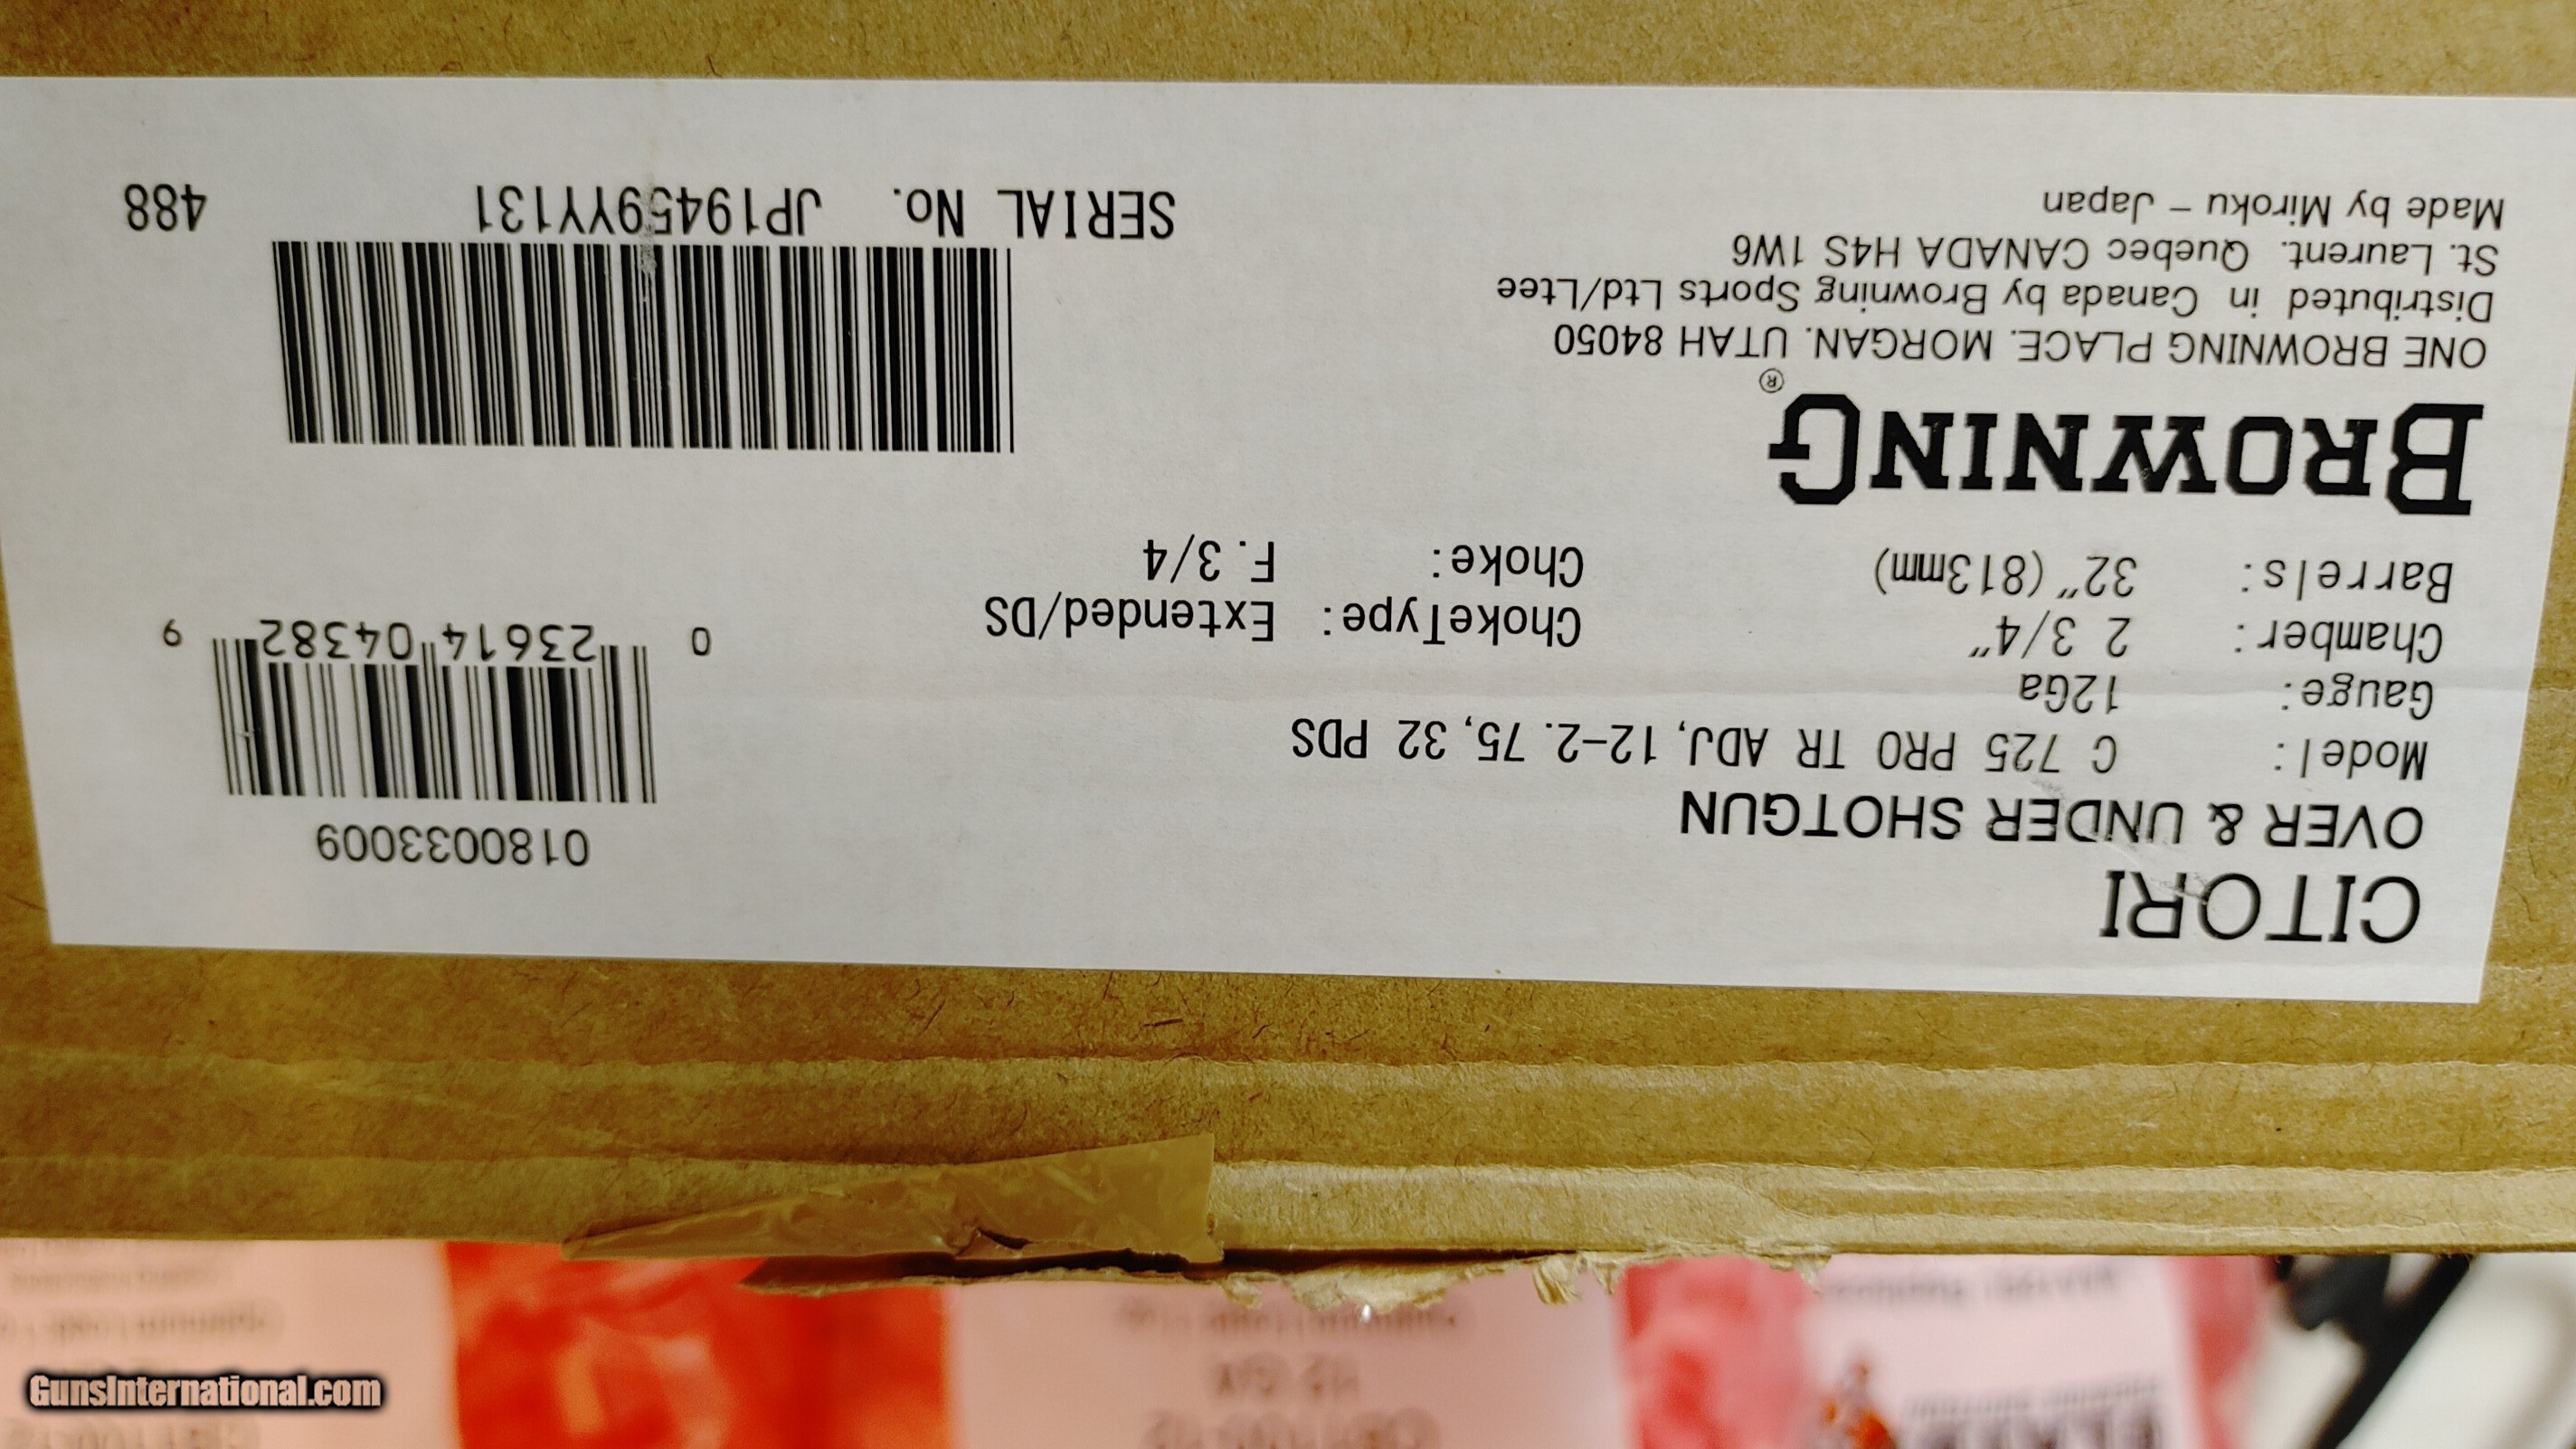 CITORI
OVER & UNDER SHOTGUN
Model: C 725 PRO TR ADJ, 12-2. 75, 32 PDS
Gauge: 12Ga
Chamber: 2 3/4"
Barrels: 32" (813mm)
ChokeType: Extended/DS
Choke: F. 3/4
0180033009
0 23614 04382 9
BROWNING®
ONE BROWNING PLACE. MORGAN. UTAH 84050
Distributed in Canada by Browning Sports Ltd/Ltee
St. Laurent. Quebec CANADA H4S 1W6
Made by Miroku - Japan
SERIAL No. JP19459YY131
488
GunsInternational.com